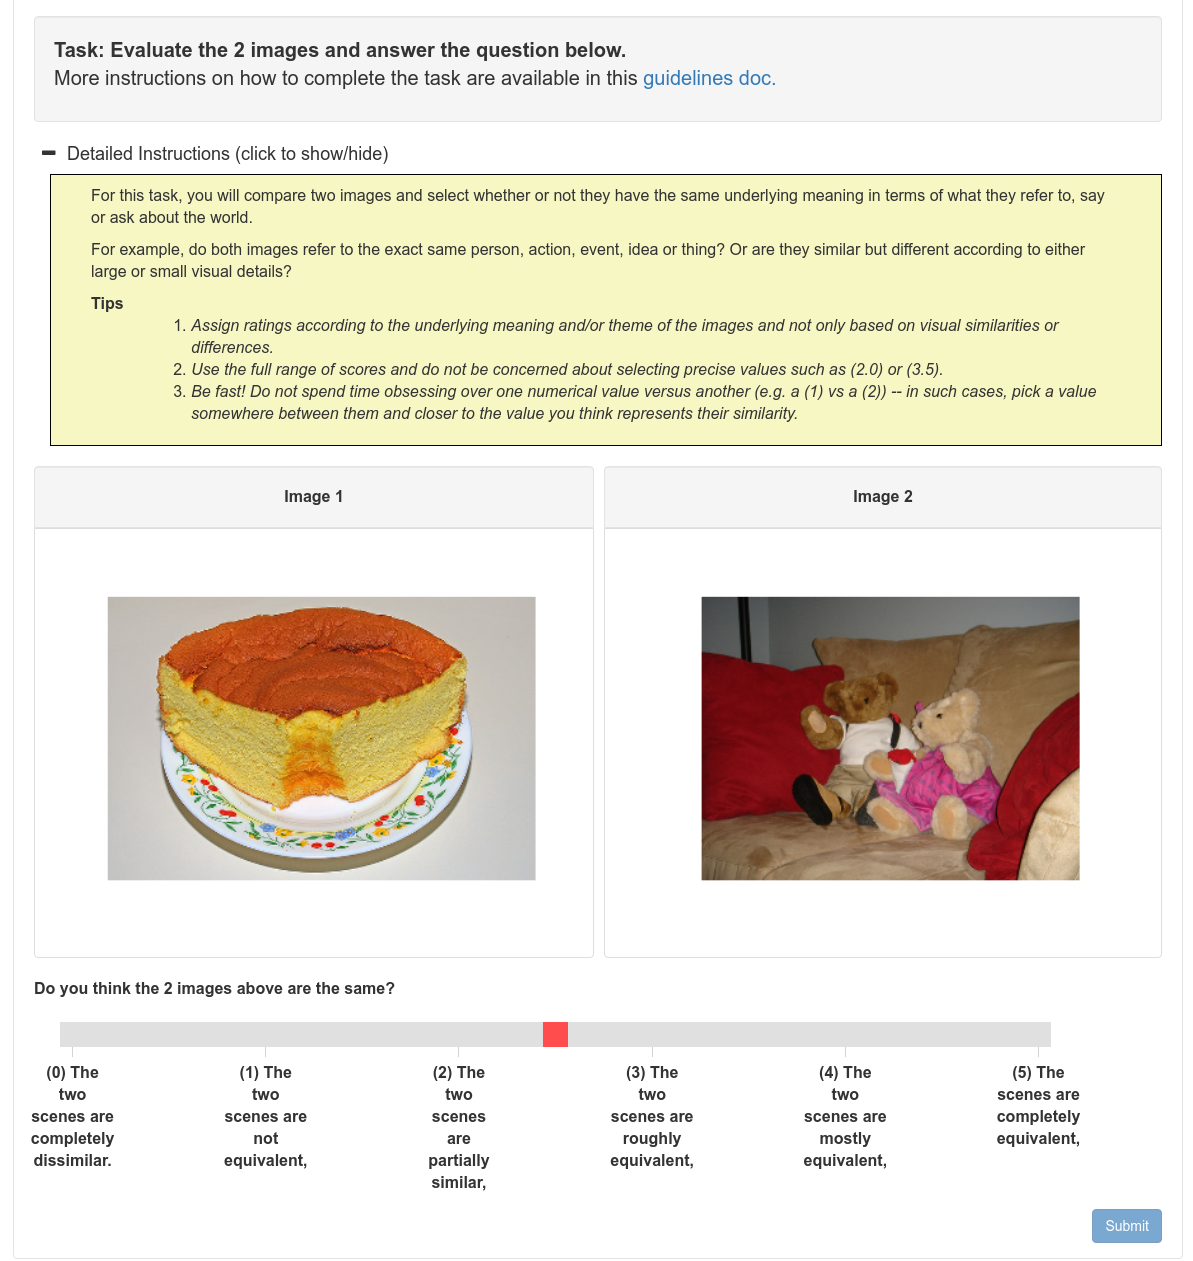 Task: Evaluate the 2 images and answer the question below.
More instructions on how to complete the task are available in this guidelines doc.
Detailed Instructions (click to show/hide)
For this task, you will compare two images and select whether or not they have the same underlying meaning in terms of what they refer to, say
or ask about the world.
For example, do both images refer to the exact same person, action, event, idea or thing? Or are they similar but different according to either
large or small visual details?
Tips
1. Assign ratings according to the underlying meaning and/or theme of the images and not only based on visual similarities or
differences.
2. Use the full range of scores and do not be concerned about selecting precise values such as (2.0) or (3.5).
3. Be fast! Do not spend time obsessing over one numerical value versus another (e.g. a (1) vs a (2)) -- in such cases, pick a value
somewhere between them and closer to the value you think represents their similarity.
Image 1
Image 2
Do you think the 2 images above are the same?
(0) The
two
scenes are
completely
dissimilar.
(1) The
two
scenes are
not
equivalent,
(2) The
two
scenes
are
partially
similar,
(3) The
two
scenes are
roughly
equivalent,
(4) The
two
scenes are
mostly
equivalent,
(5) The
scenes are
completely
equivalent,
Submit